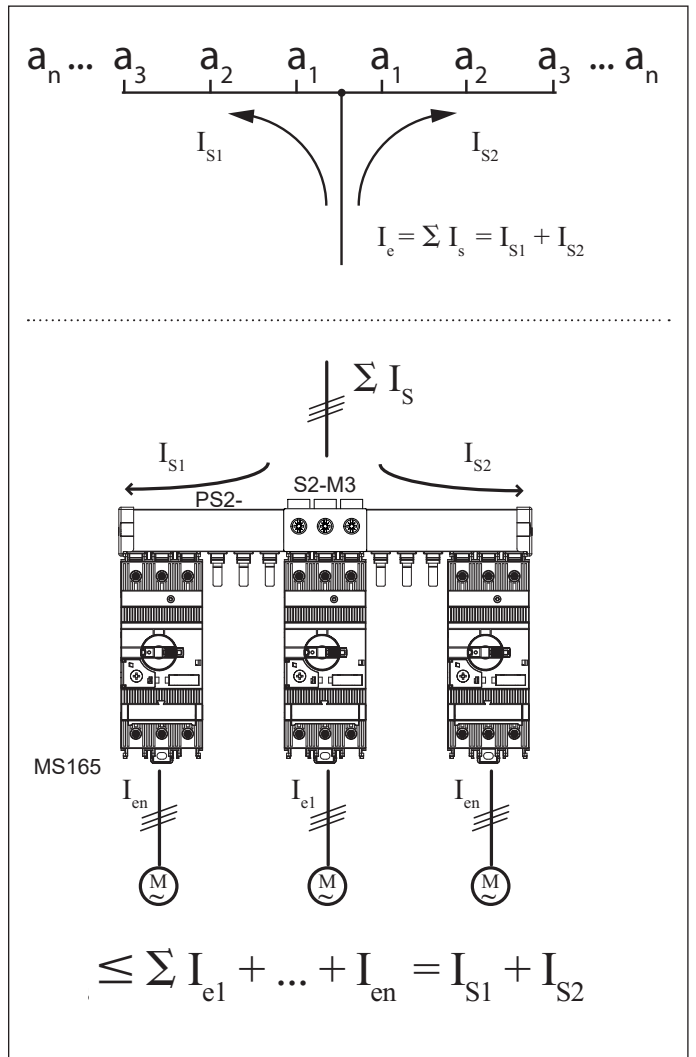 aₙ ... a₃ a₂ a₁ a₁ a₂ a₃ ... aₙ
I_S1 I_S2
I_e = Σ I_s = I_S1 + I_S2
Σ I_S
I_S1 I_S2
PS2- S2-M3
MS165
I_en I_e1 I_en
M ~ M ~ M ~
≤ Σ I_e1 + ... + I_en = I_S1 + I_S2